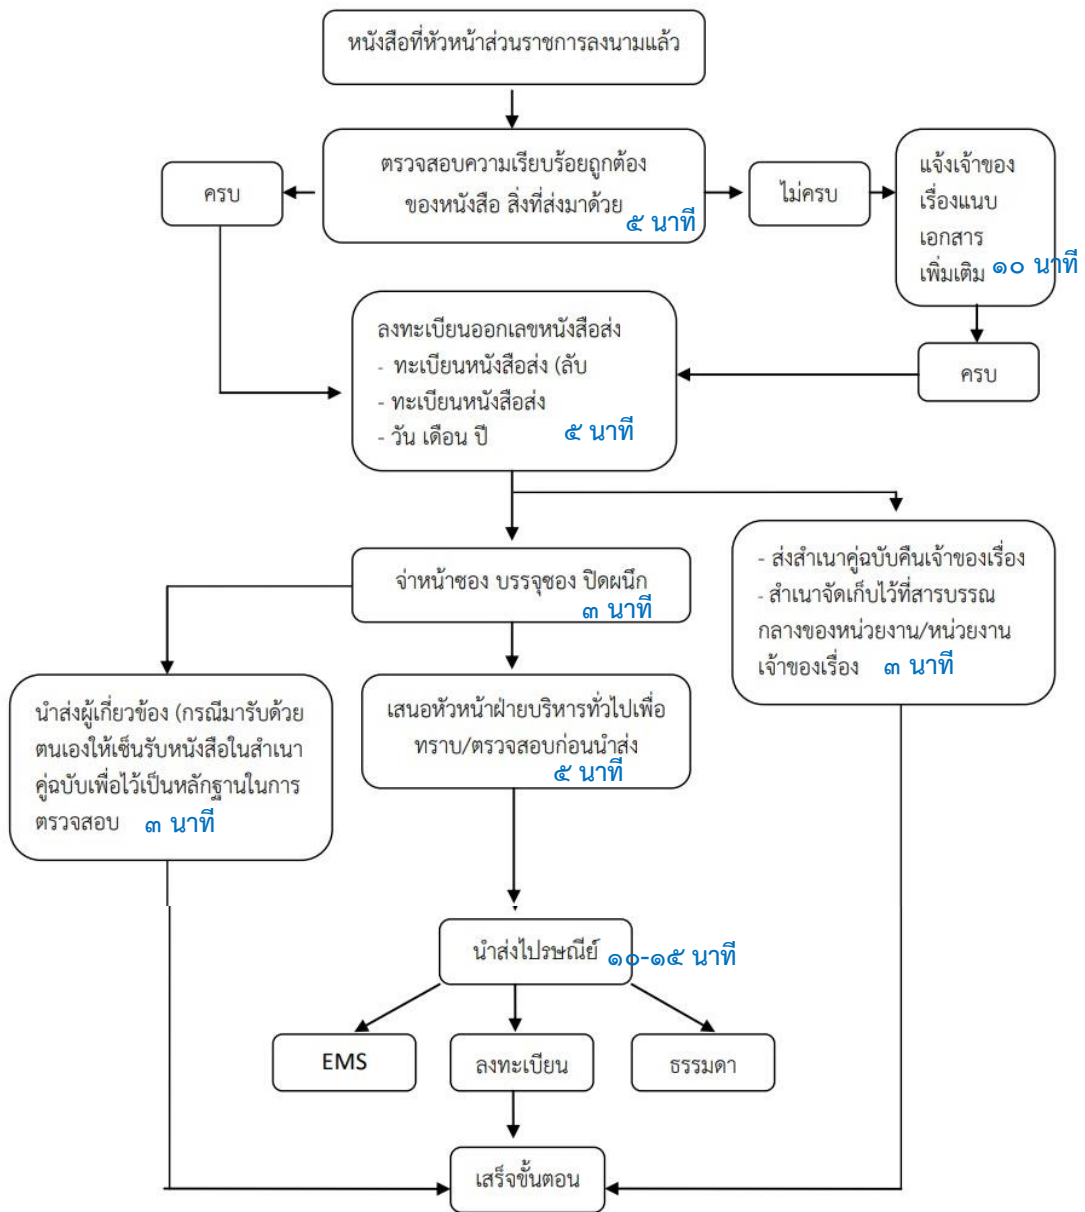 หนังสือที่หัวหน้าส่วนราชการลงนามแล้ว
ตรวจสอบความเรียบร้อยถูกต้อง
ของหนังสือ สิ่งที่ส่งมาด้วย
๕ นาที
ครบ
ไม่ครบ
แจ้งเจ้าของ
เรื่องแนบ
เอกสาร
เพิ่มเติม ๑๐ นาที
ครบ
ลงทะเบียนออกเลขหนังสือส่ง
- ทะเบียนหนังสือส่ง (ลับ
- ทะเบียนหนังสือส่ง
- วัน เดือน ปี ๕ นาที
จ่าหน้าซอง บรรจุซอง ปิดผนึก
๓ นาที
- ส่งสำเนาคู่ฉบับคืนเจ้าของเรื่อง
- สำเนาจัดเก็บไว้ที่สารบรรณ
กลางของหน่วยงาน/หน่วยงาน
เจ้าของเรื่อง ๓ นาที
นำส่งผู้เกี่ยวข้อง (กรณีมารับด้วย
ตนเองให้เซ็นรับหนังสือในสำเนา
คู่ฉบับเพื่อไว้เป็นหลักฐานในการ
ตรวจสอบ ๓ นาที
เสนอหัวหน้าฝ่ายบริหารทั่วไปเพื่อ
ทราบ/ตรวจสอบก่อนนำส่ง
๕ นาที
นำส่งไปรษณีย์ ๑๐-๑๕ นาที
EMS
ลงทะเบียน
ธรรมดา
เสร็จขั้นตอน